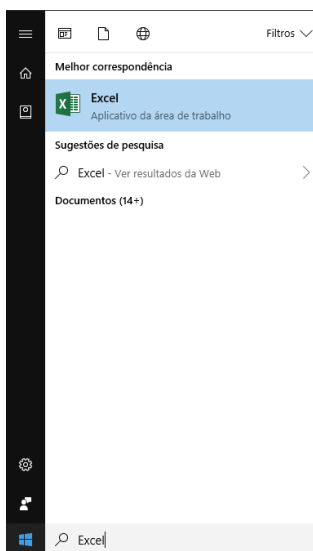 Filtros
Melhor correspondência
Excel
Aplicativo da área de trabalho
Sugestões de pesquisa
Excel - Ver resultados da Web
Documentos (14+)
Excel